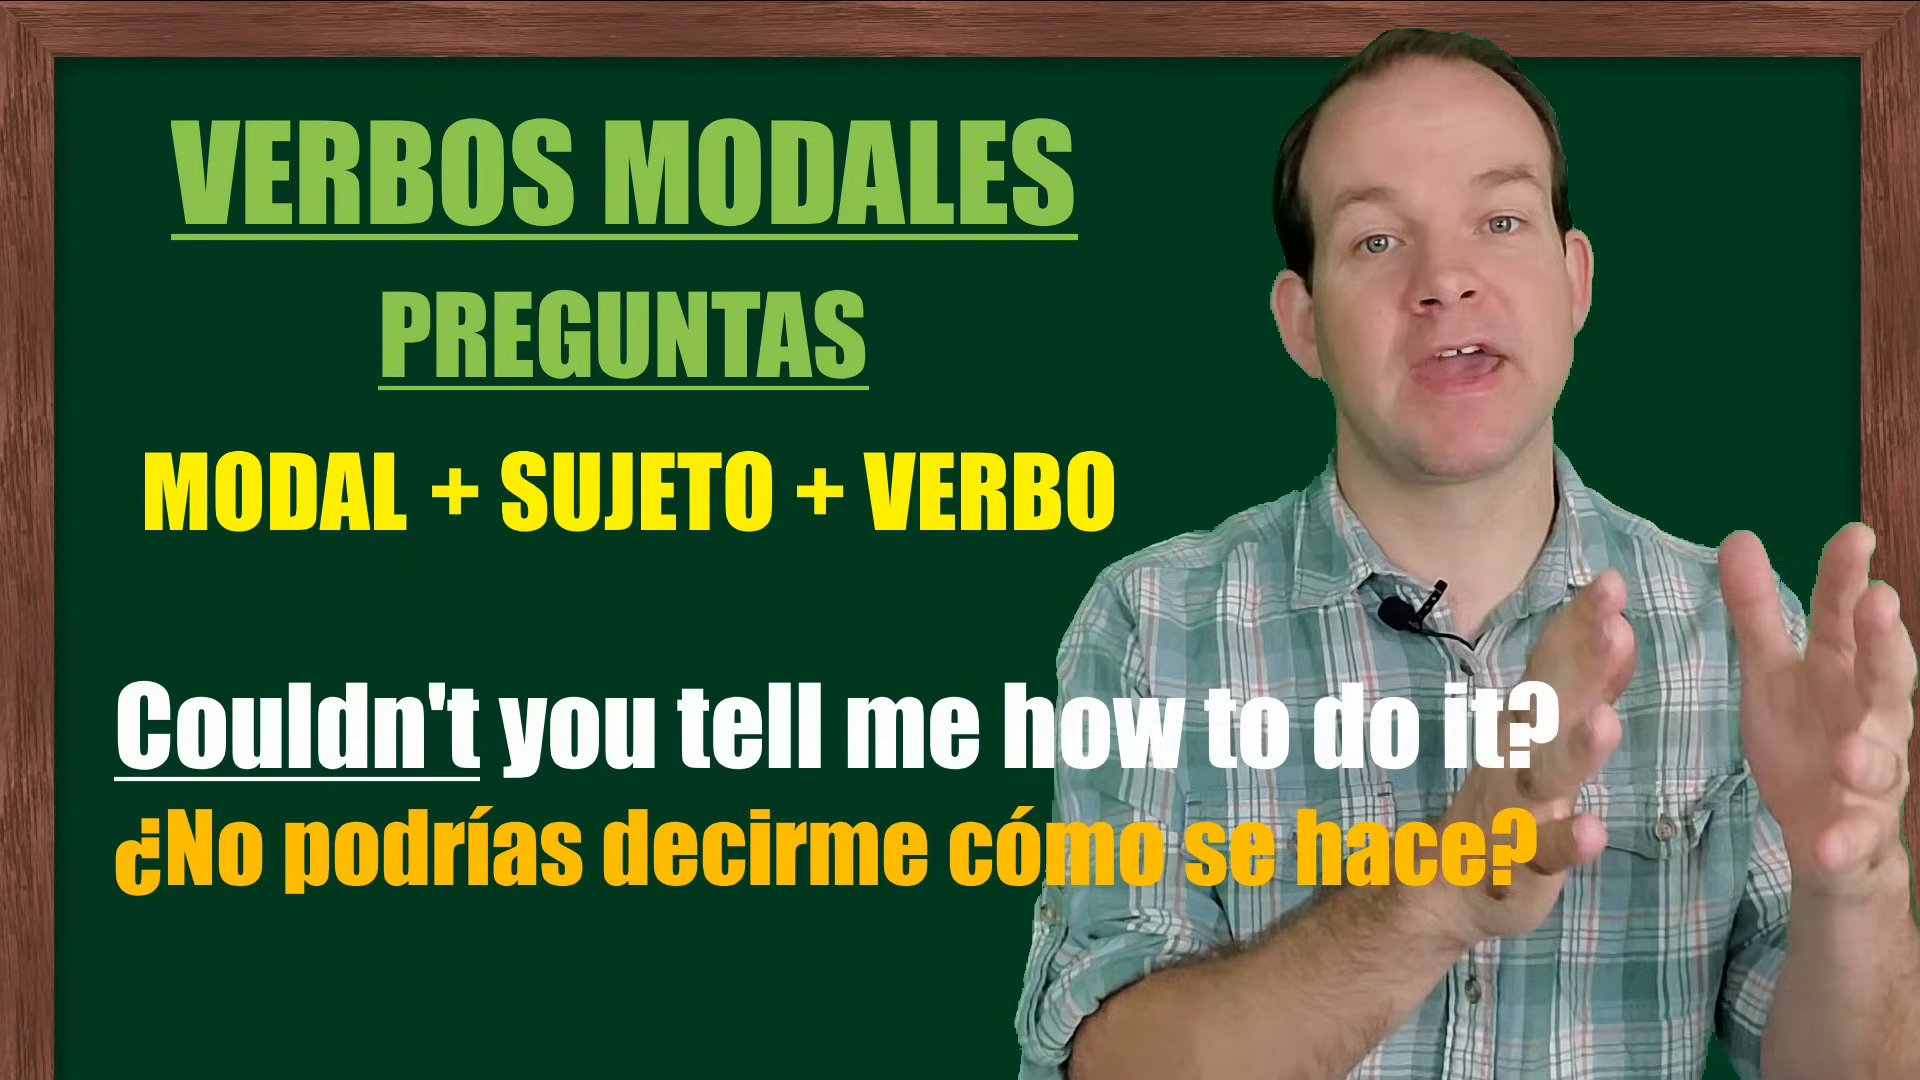 VERBOS MODALES
PREGUNTAS
MODAL + SUJETO + VERBO
Couldn't you tell me how to do it?
¿No podrías decirme cómo se hace?